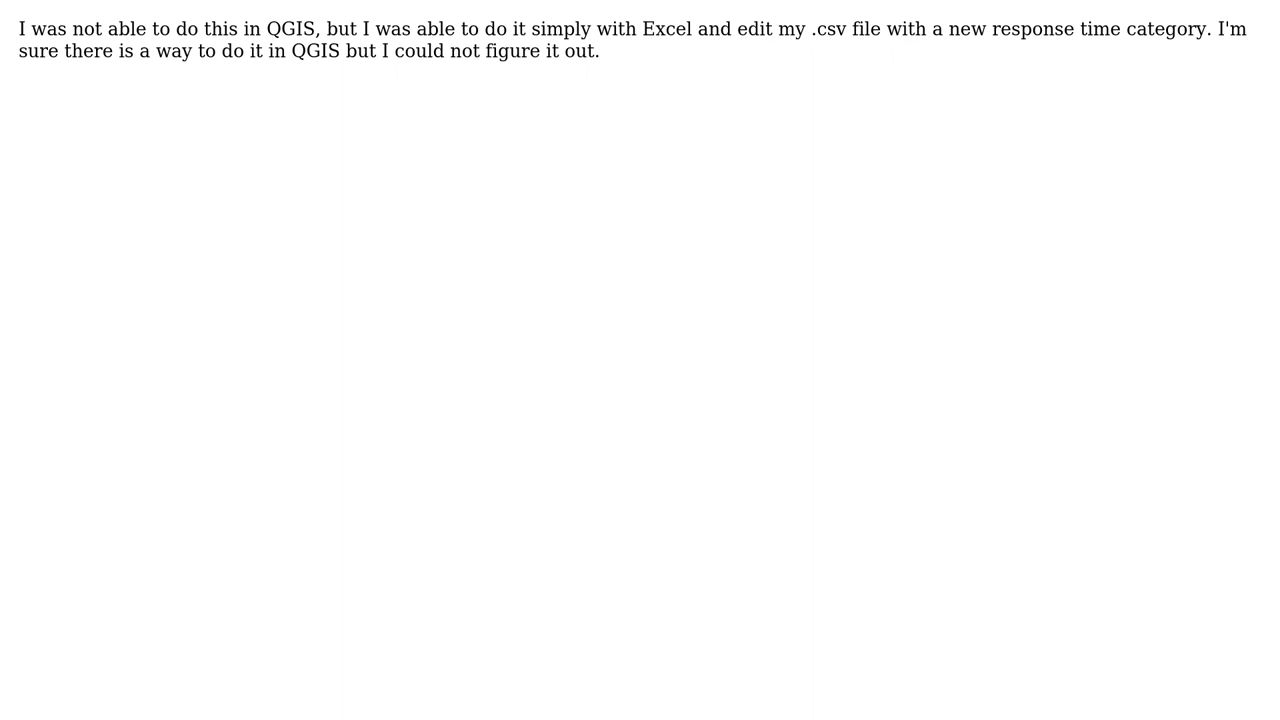 I was not able to do this in QGIS, but I was able to do it simply with Excel and edit my .csv file with a new response time category. I'm
sure there is a way to do it in QGIS but I could not figure it out.